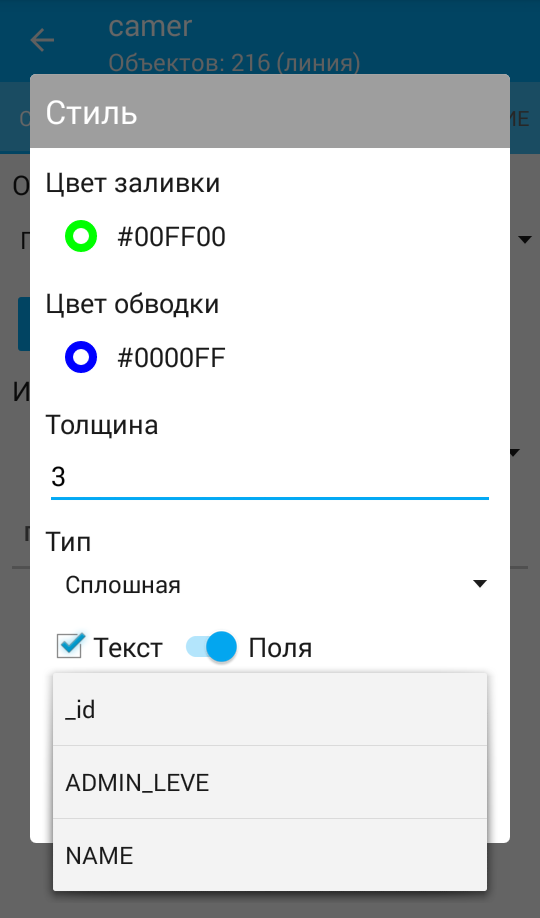 camer
Объектов: 216 (линия)
Стиль
Цвет заливки
#00FF00
Цвет обводки
#0000FF
Толщина
3
Тип
Сплошная
Текст Поля
_id
ADMIN_LEVE
NAME